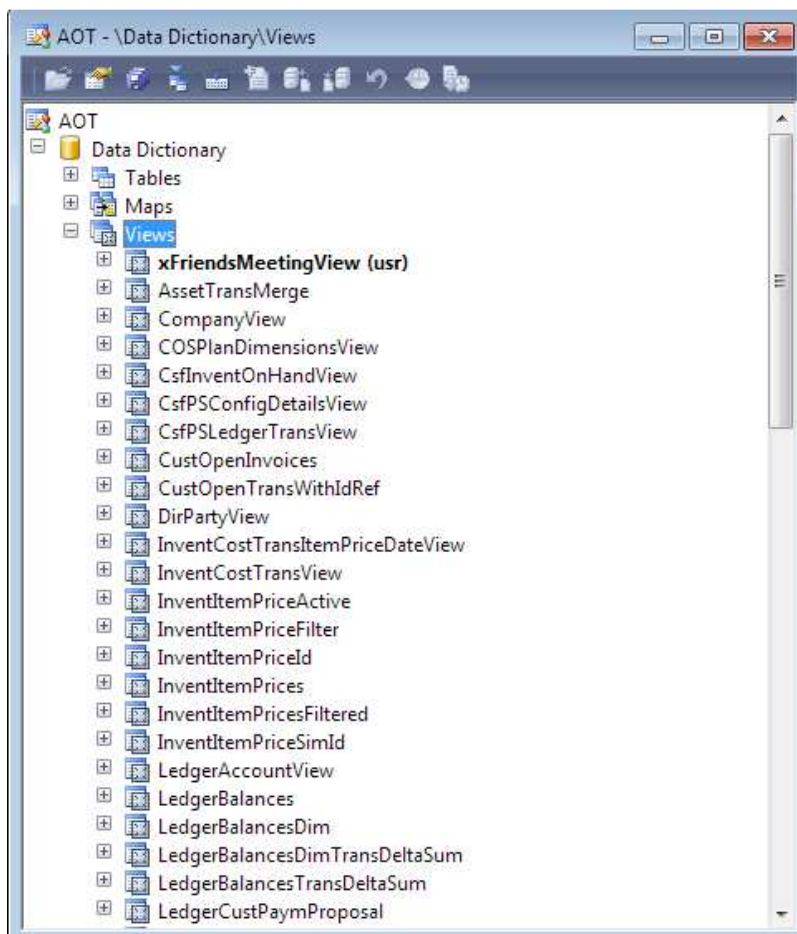 AOT - \Data Dictionary\Views
AOT
Data Dictionary
Tables
Maps
Views
xFriendsMeetingView (usr)
AssetTransMerge
CompanyView
COSPlanDimensionsView
CsfInventOnHandView
CsfPSConfigDetailsView
CsfPSLedgerTransView
CustOpenInvoices
CustOpenTransWithIdRef
DirPartyView
InventCostTransItemPriceDateView
InventCostTransView
InventItemPriceActive
InventItemPriceFilter
InventItemPriceId
InventItemPrices
InventItemPricesFiltered
InventItemPriceSimId
LedgerAccountView
LedgerBalances
LedgerBalancesDim
LedgerBalancesDimTransDeltaSum
LedgerBalancesTransDeltaSum
LedgerCustPaymProposal